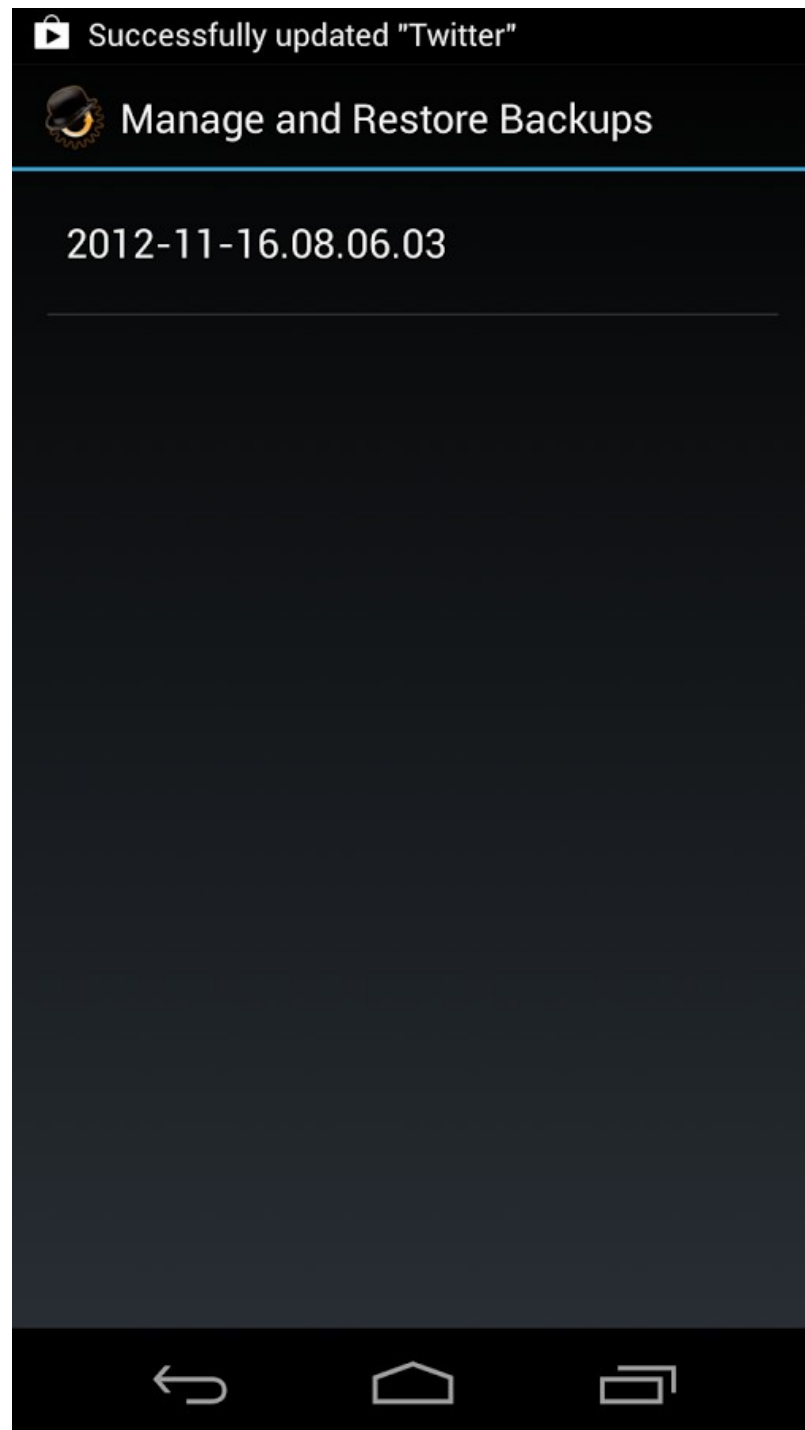 Successfully updated "Twitter"
Manage and Restore Backups
2012-11-16.08.06.03